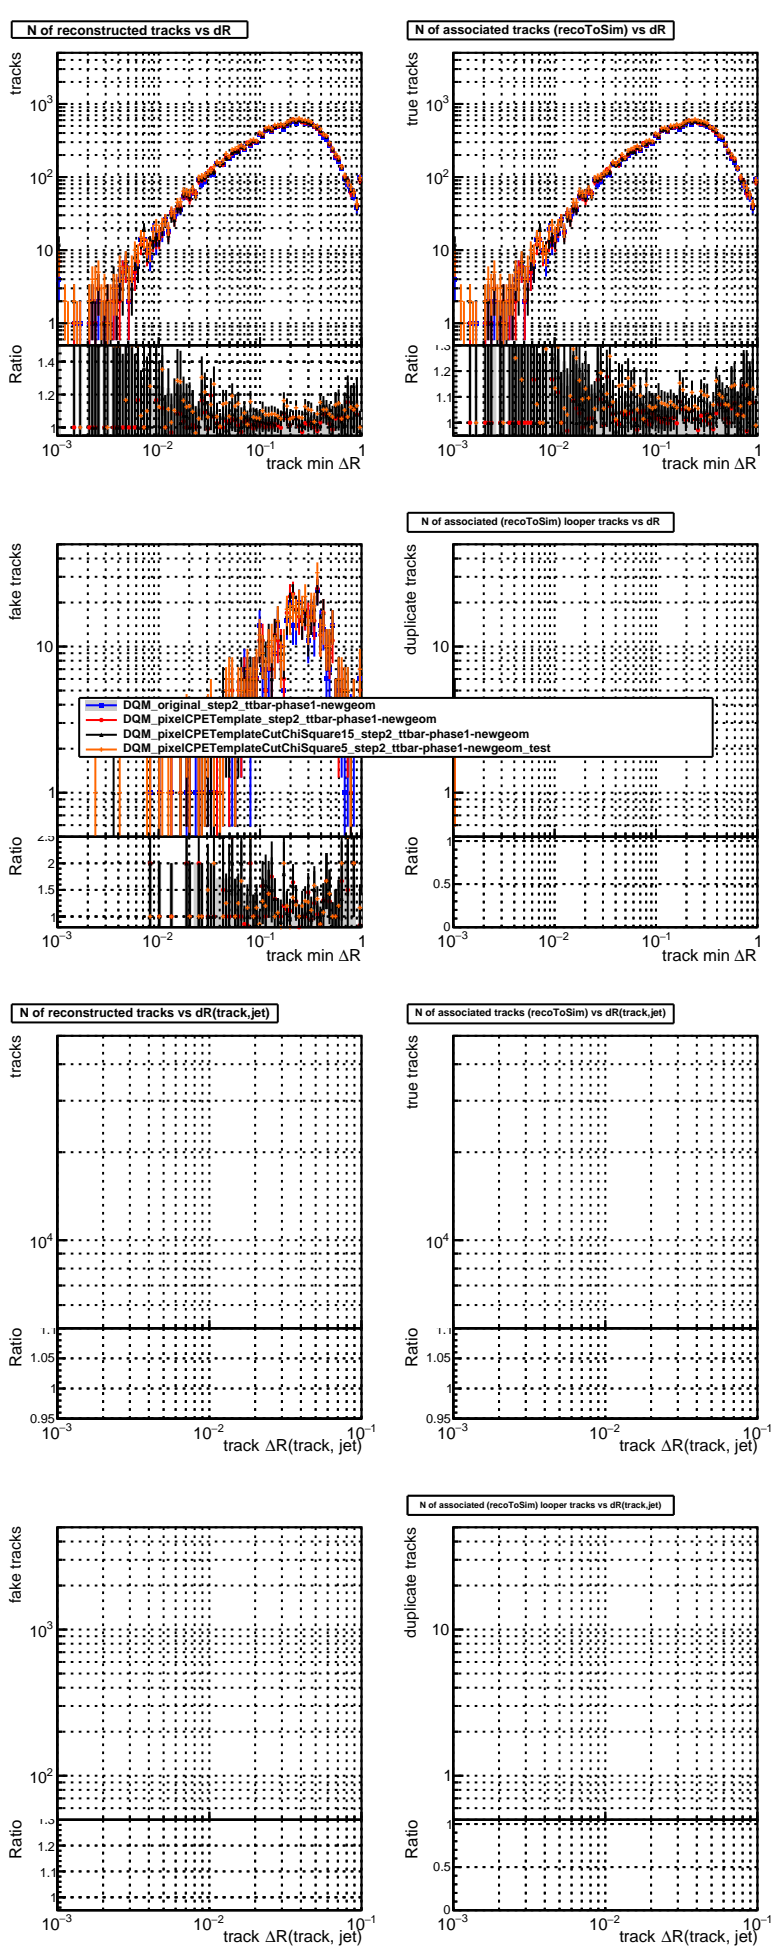 N of reconstructed tracks vs dR
tracks
10³
10²
10
1
Ratio
1.4
1.2
1
10⁻³ 10⁻² 10⁻¹ 1
track min ΔR
N of associated tracks (recoToSim) vs dR
true tracks
10³
10²
10
1
Ratio
1.3
1.2
1.1
1
10⁻³ 10⁻² 10⁻¹ 1
track min ΔR
fake tracks
10
1
Ratio
2.5
2
1.5
1
10⁻³ 10⁻² 10⁻¹ 1
track min ΔR
N of associated (recoToSim) looper tracks vs dR
duplicate tracks
10
1
Ratio
1
0.5
0
10⁻³ 10⁻² 10⁻¹ 1
track min ΔR
DQM_original_step2_ttbar-phase1-newgeom
DQM_pixelCPETemplate_step2_ttbar-phase1-newgeom
DQM_pixelCPETemplateCutChiSquare15_step2_ttbar-phase1-newgeom
DQM_pixelCPETemplateCutChiSquare5_step2_ttbar-phase1-newgeom_test
N of reconstructed tracks vs dR(track,jet)
tracks
10⁴
Ratio
1.1
1.05
1
0.95
10⁻³ 10⁻² 10⁻¹
track ΔR(track, jet)
N of associated tracks (recoToSim) vs dR(track,jet)
true tracks
10⁴
Ratio
1.1
1.05
1
0.95
10⁻³ 10⁻² 10⁻¹
track ΔR(track, jet)
fake tracks
10³
10²
Ratio
1.3
1.2
1.1
1
10⁻³ 10⁻² 10⁻¹
track ΔR(track, jet)
N of associated (recoToSim) looper tracks vs dR(track,jet)
duplicate tracks
10
1
Ratio
1
0.5
0
10⁻³ 10⁻² 10⁻¹
track ΔR(track, jet)